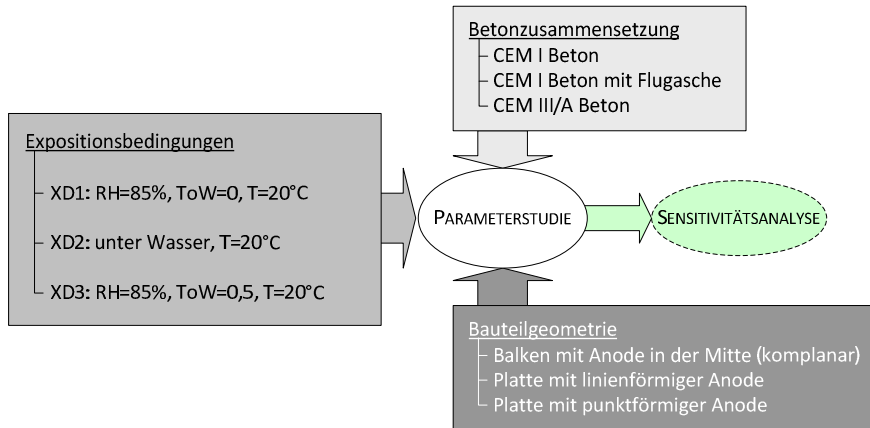 Betonzusammensetzung
CEM I Beton
CEM I Beton mit Flugasche
CEM III/A Beton
Expositionsbedingungen
XD1: RH=85%, ToW=0, T=20°C
XD2: unter Wasser, T=20°C
XD3: RH=85%, ToW=0,5, T=20°C
PARAMETERSTUDIE
SENSITIVITÄTSANALYSE
Bauteilgeometrie
Balken mit Anode in der Mitte (komplanar)
Platte mit linienförmiger Anode
Platte mit punktförmiger Anode